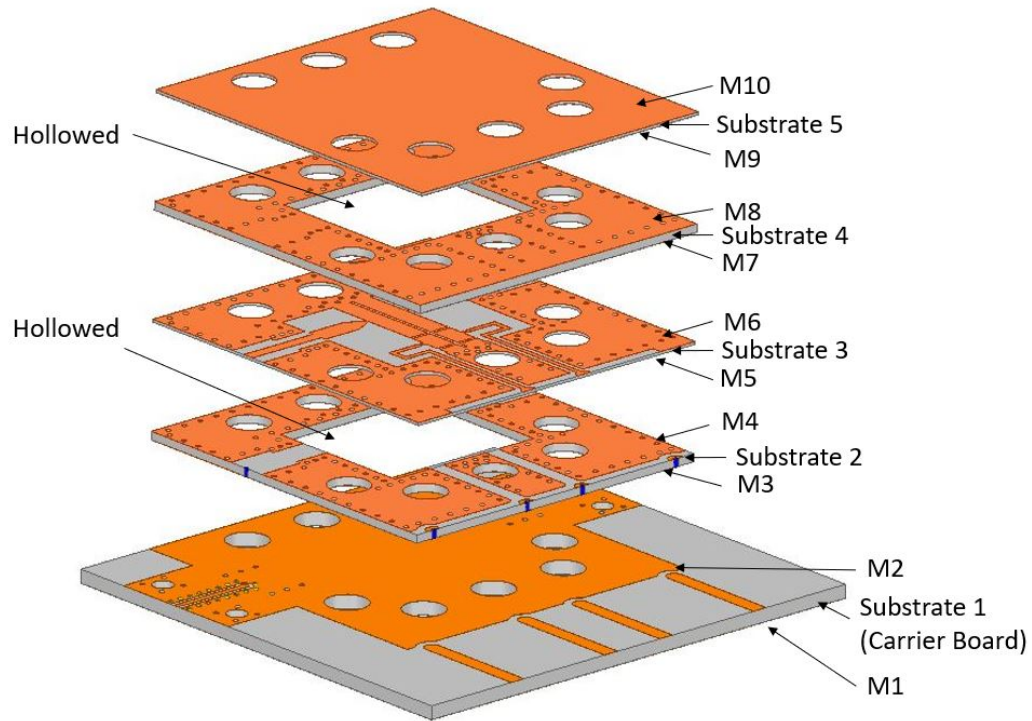 M10
Substrate 5
M9
Hollowed
M8
Substrate 4
M7
Hollowed
M6
Substrate 3
M5
M4
Substrate 2
M3
M2
Substrate 1
(Carrier Board)
M1